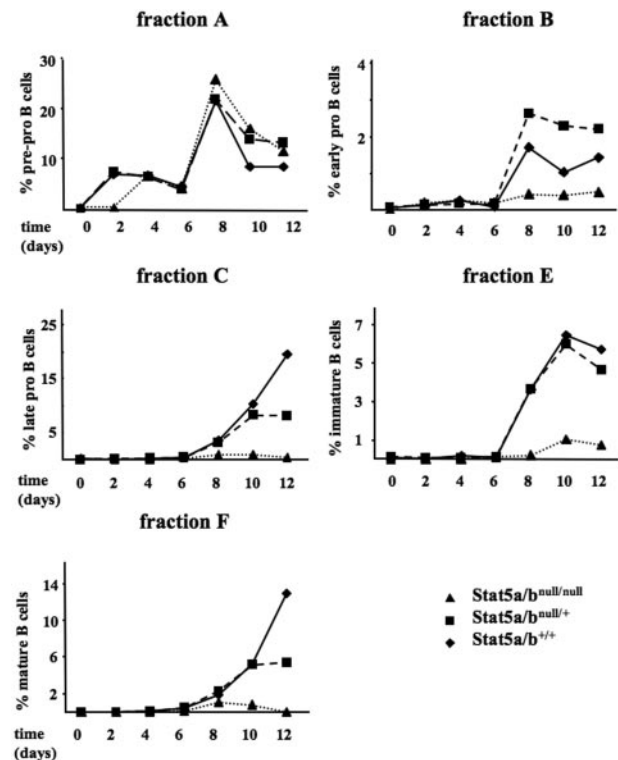 fraction A
fraction B
% pre-pro B cells
30
20
10
time
(days)
0 2 4 6 8 10 12
% early pro B cells
4
2
0 2 4 6 8 10 12
fraction C
fraction E
% late pro B cells
25
15
5
time
(days)
0 2 4 6 8 10 12
% immature B cells
7
5
3
1
0 2 4 6 8 10 12
fraction F
% mature B cells
14
10
6
2
time
(days)
0 2 4 6 8 10 12
Stat5a/b null/null
Stat5a/b null/+
Stat5a/b +/+